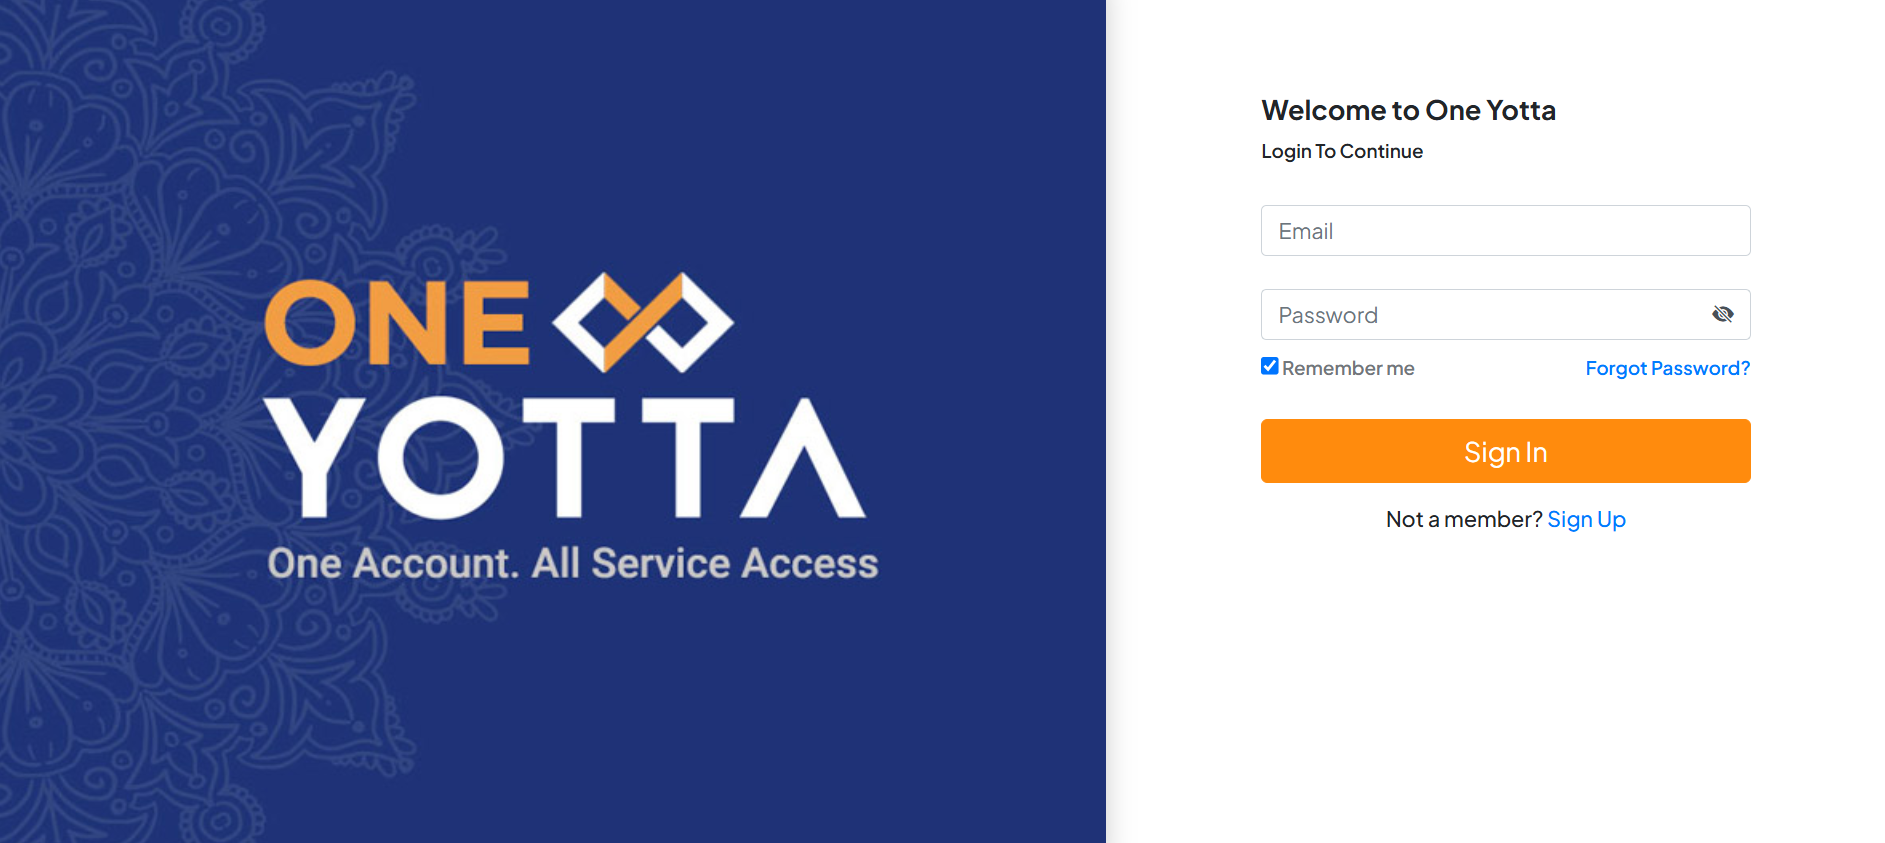 ONE
YOTTA
One Account. All Service Access
Welcome to One Yotta
Login To Continue
Email
Password
Remember me
Forgot Password?
Sign In
Not a member? Sign Up